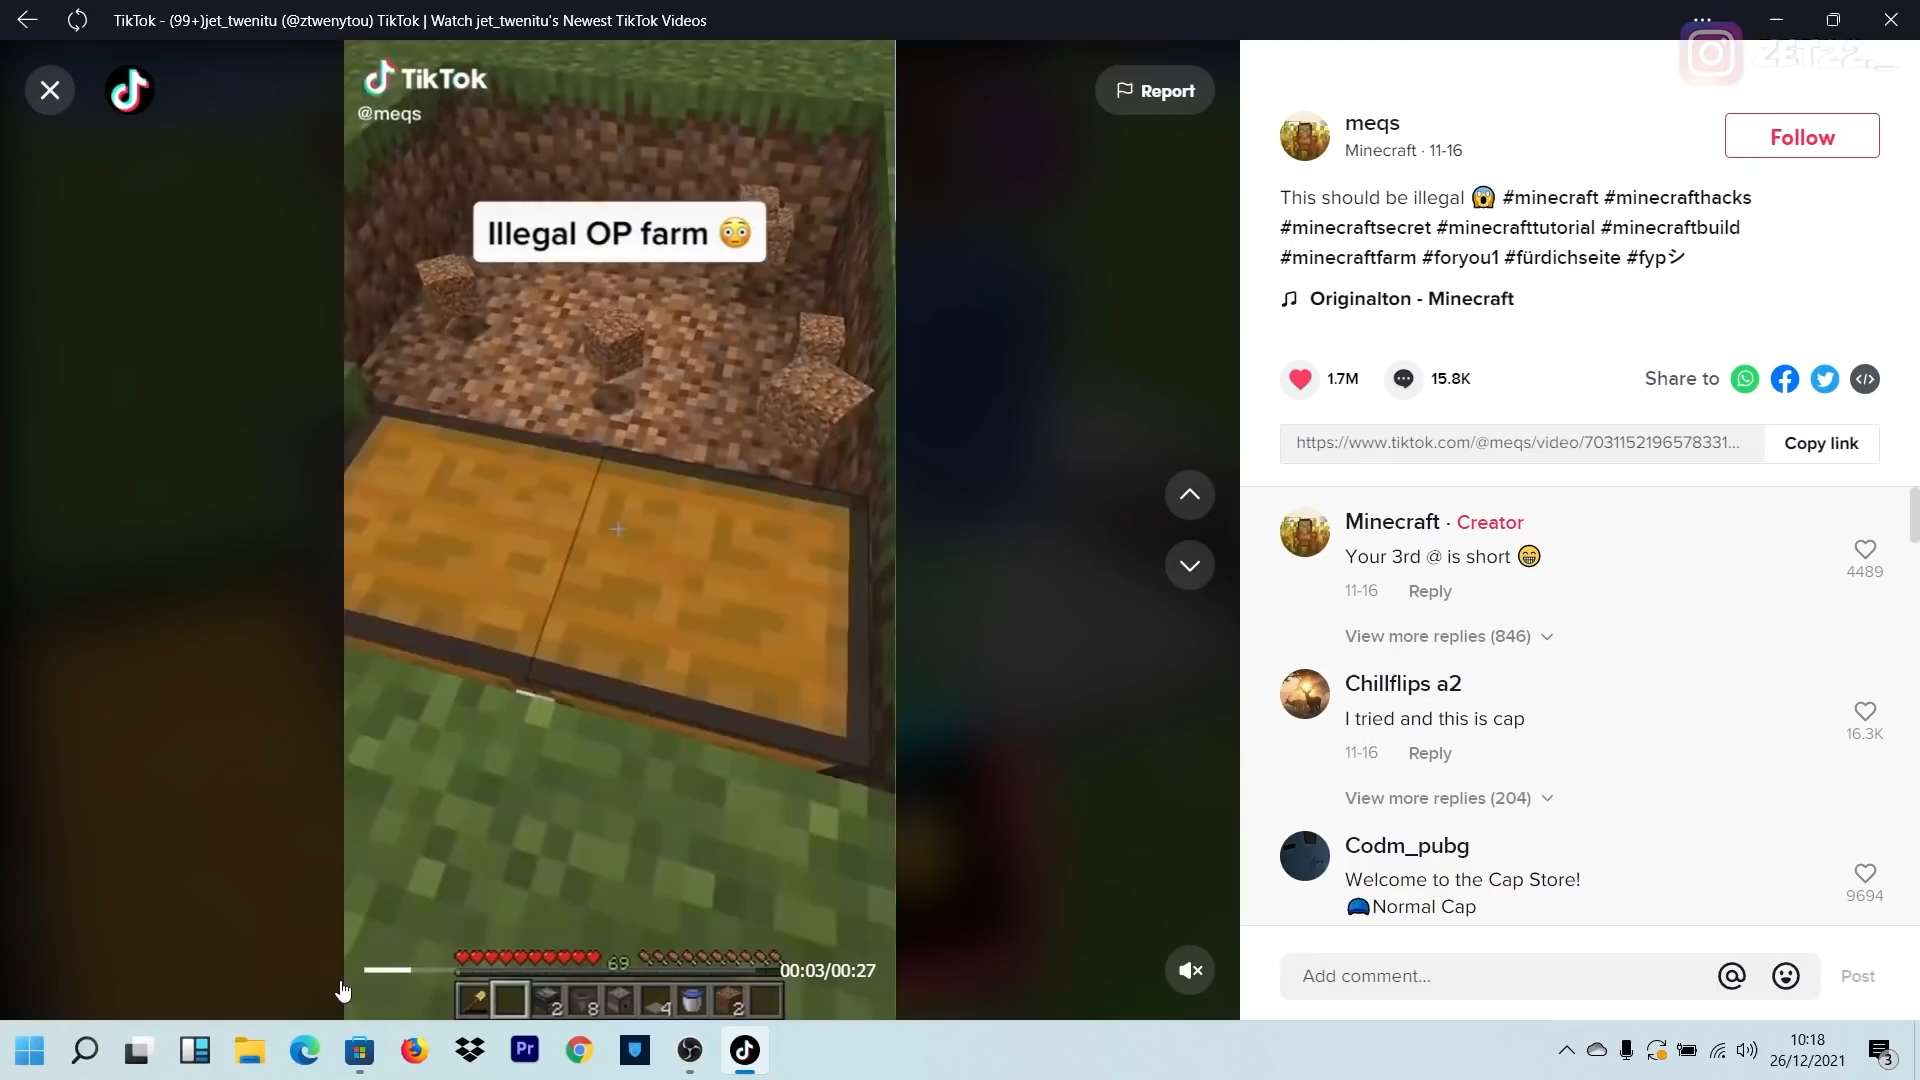 TikTok - (99+)jet_twenitu (@ztwenytou) TikTok | Watch jet_twenitu's Newest TikTok Videos
ZET22._
TikTok
@meqs
Report
Illegal OP farm 😳
69
00:03/00:27
2 8 4 2
meqs
Minecraft · 11-16
Follow
This should be illegal 😱 #minecraft #minecrafthacks
#minecraftsecret #minecrafttutorial #minecraftbuild
#minecraftfarm #foryou1 #fürdichseite #fypシ
Originalton - Minecraft
1.7M
15.8K
Share to
https://www.tiktok.com/@meqs/video/7031152196578331...
Copy link
Minecraft · Creator
Your 3rd @ is short 😁
4489
11-16 Reply
View more replies (846)
Chillflips a2
I tried and this is cap
16.3K
11-16 Reply
View more replies (204)
Codm_pubg
Welcome to the Cap Store!
🧢Normal Cap
9694
Add comment...
Post
Pr
10:18
26/12/2021
3